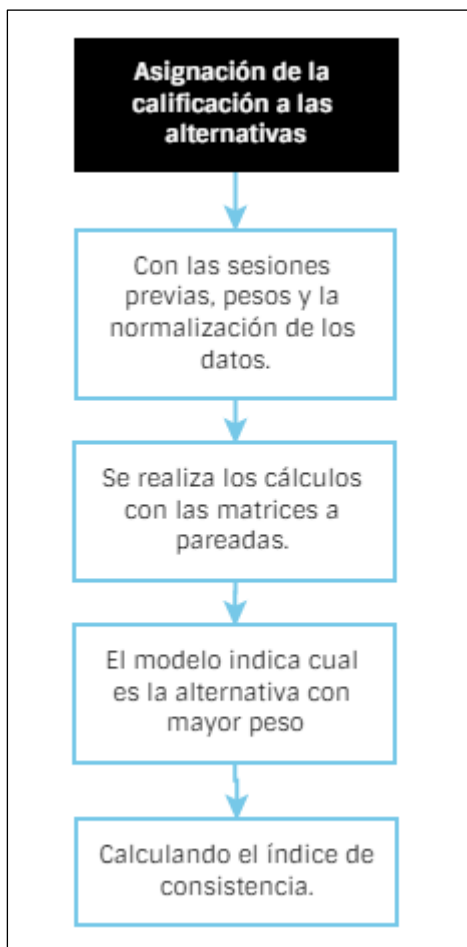 Asignación de la
calificación a las
alternativas
Con las sesiones
previas, pesos y la
normalización de los
datos.
Se realiza los cálculos
con las matrices a
pareadas.
El modelo indica cual
es la alternativa con
mayor peso
Calculando el índice de
consistencia.